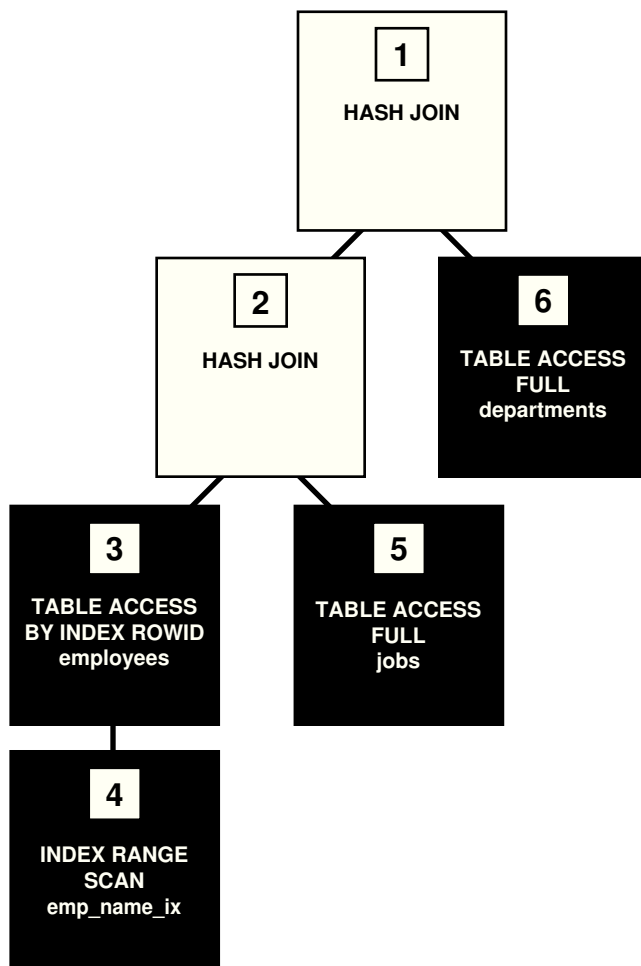 1
HASH JOIN
2
HASH JOIN
6
TABLE ACCESS
FULL
departments
3
TABLE ACCESS
BY INDEX ROWID
employees
5
TABLE ACCESS
FULL
jobs
4
INDEX RANGE
SCAN
emp_name_ix